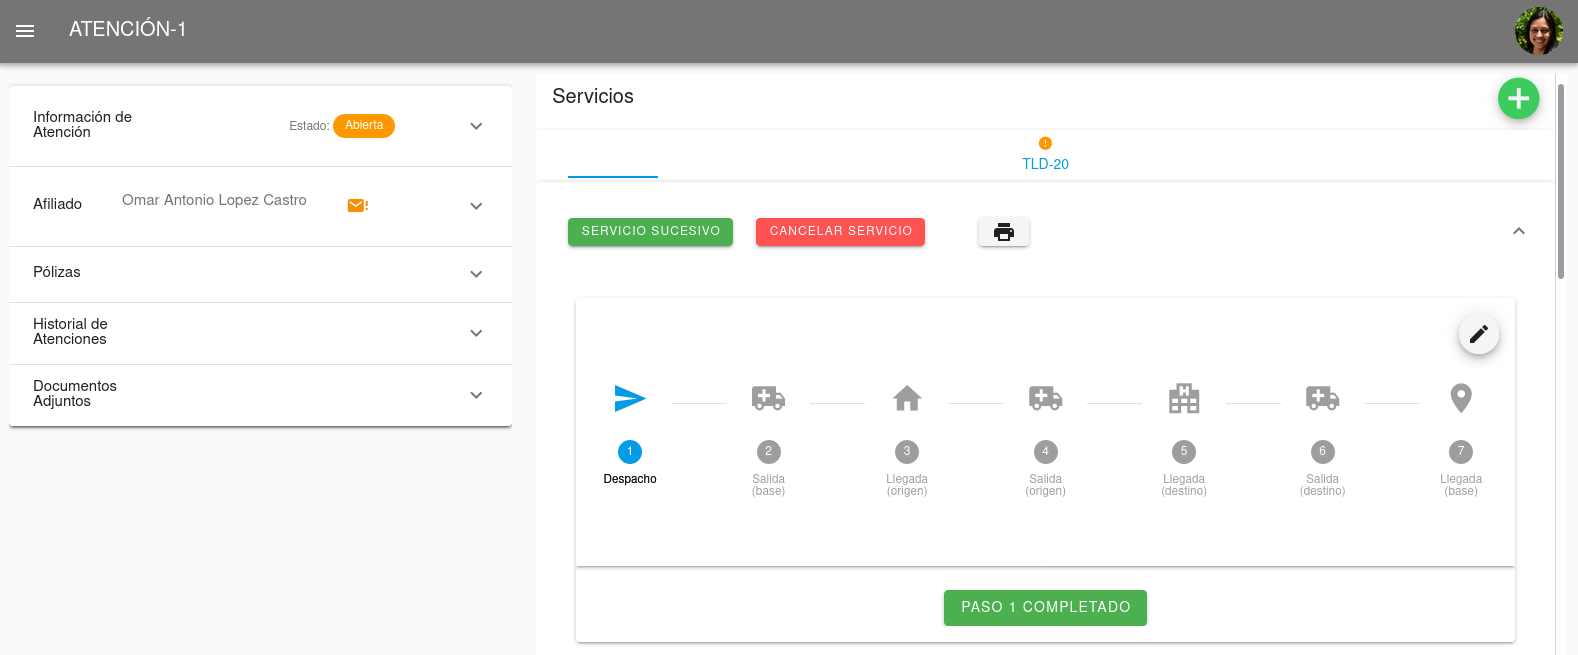 ATENCIÓN-1
Información de
Atención
Estado: Abierta
Afiliado
Omar Antonio Lopez Castro
Pólizas
Historial de
Atenciones
Documentos
Adjuntos
Servicios
TLD-20
SERVICIO SUCESIVO
CANCELAR SERVICIO
1
Despacho
2
Salida
(base)
3
Llegada
(origen)
4
Salida
(origen)
5
Llegada
(destino)
6
Salida
(destino)
7
Llegada
(base)
PASO 1 COMPLETADO